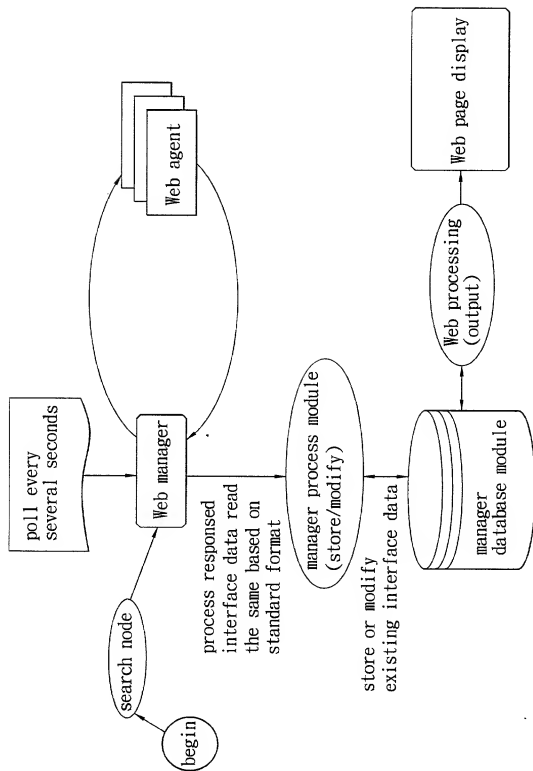 poll every
several seconds
begin
search node
Web manager
Web agent
process responsed
interface data read
the same based on
standard format
manager process module
(store/modify)
store or modify
existing interface data
manager
database module
Web processing
(output)
Web page display